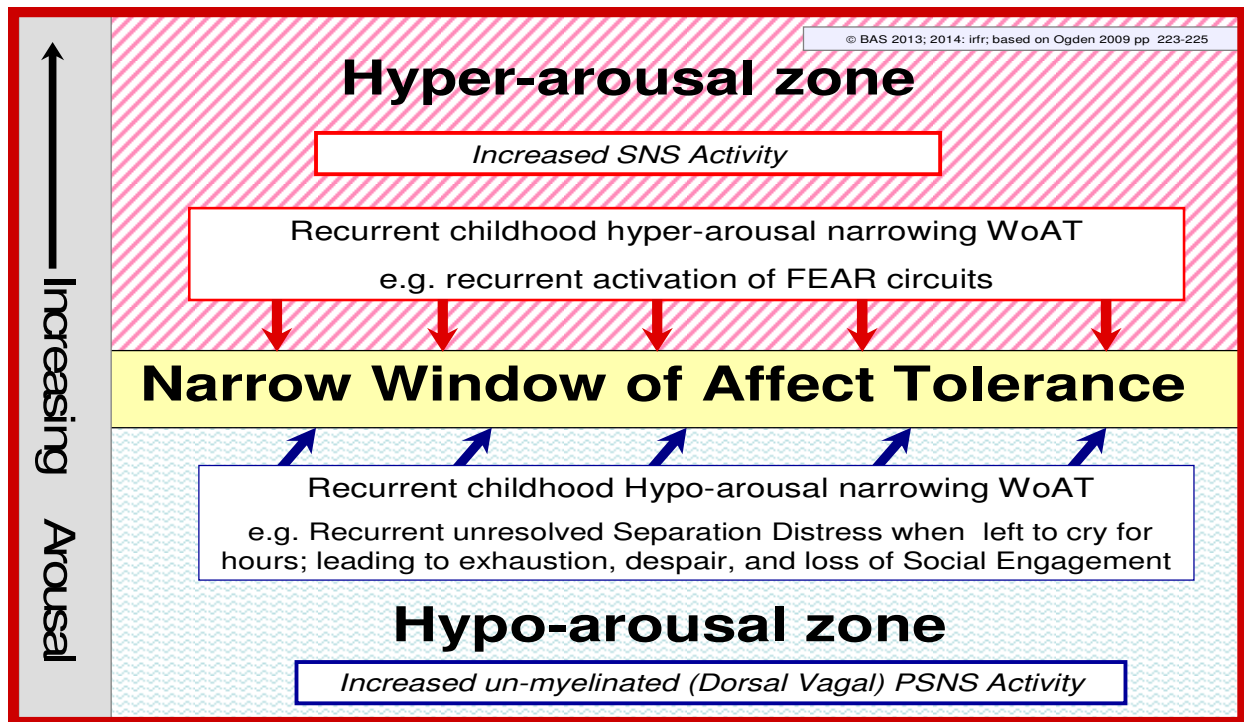 © BAS 2013; 2014: irfr; based on Ogden 2009 pp 223-225
Hyper-arousal zone
Increased SNS Activity
Recurrent childhood hyper-arousal narrowing WoAT
e.g. recurrent activation of FEAR circuits
Narrow Window of Affect Tolerance
Recurrent childhood Hypo-arousal narrowing WoAT
e.g. Recurrent unresolved Separation Distress when left to cry for
hours; leading to exhaustion, despair, and loss of Social Engagement
Hypo-arousal zone
Increased un-myelinated (Dorsal Vagal) PSNS Activity
Increasing Arousal